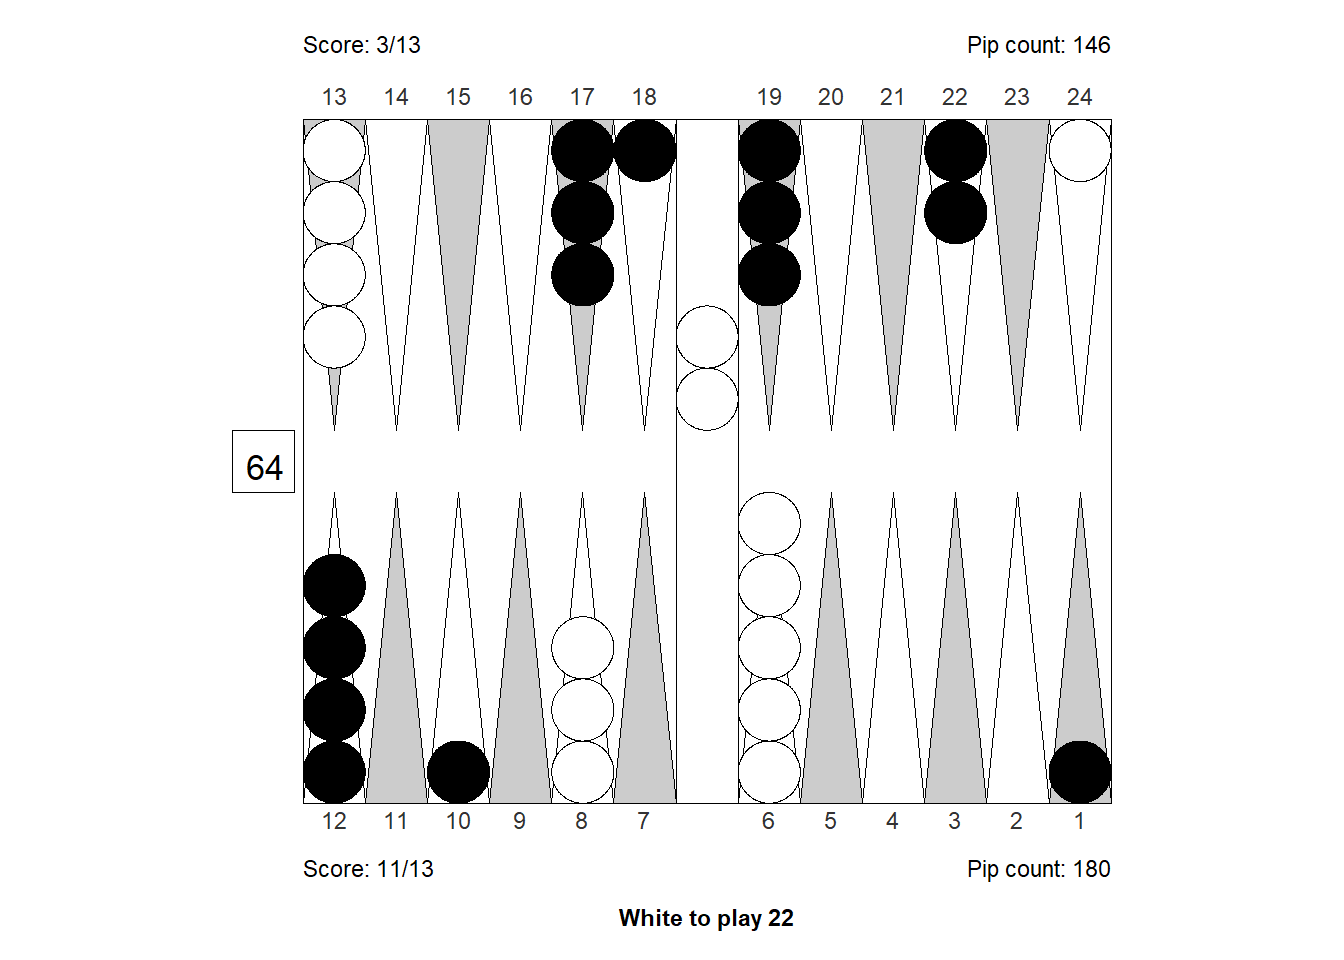 Score: 3/13 Pip count: 146
13 14 15 16 17 18 19 20 21 22 23 24
64
12 11 10 9 8 7 6 5 4 3 2 1
Score: 11/13 Pip count: 180
White to play 22